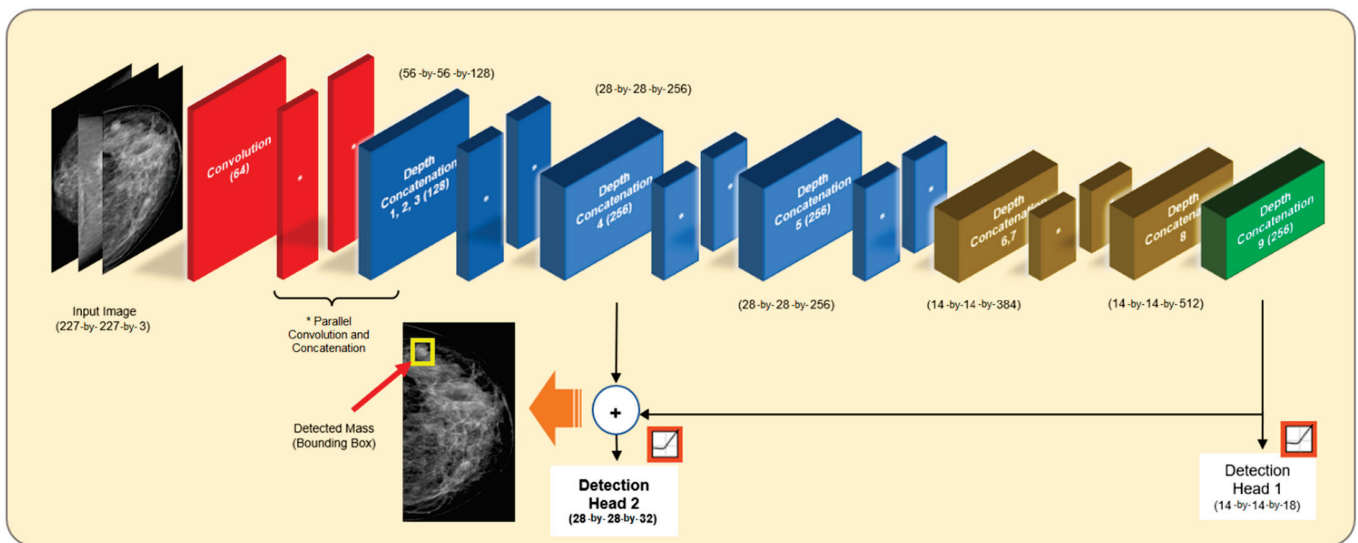 (56-by-56-by-128)
(28-by-28-by-256)
Convolution
(64)
*
*
Depth
Concatenation
1, 2, 3 (128)
*
*
Depth
Concatenation
4 (256)
*
*
Depth
Concatenation
5 (256)
*
*
Depth
Concatenation
6,7
*
Depth
Concatenation
8
Depth
Concatenation
9 (256)
Input Image
(227-by-227-by-3)
* Parallel
Convolution and
Concatenation
(28-by-28-by-256)
(14-by-14-by-384)
(14-by-14-by-512)
Detected Mass
(Bounding Box)
+
Detection
Head 2
(28-by-28-by-32)
Detection
Head 1
(14-by-14-by-18)